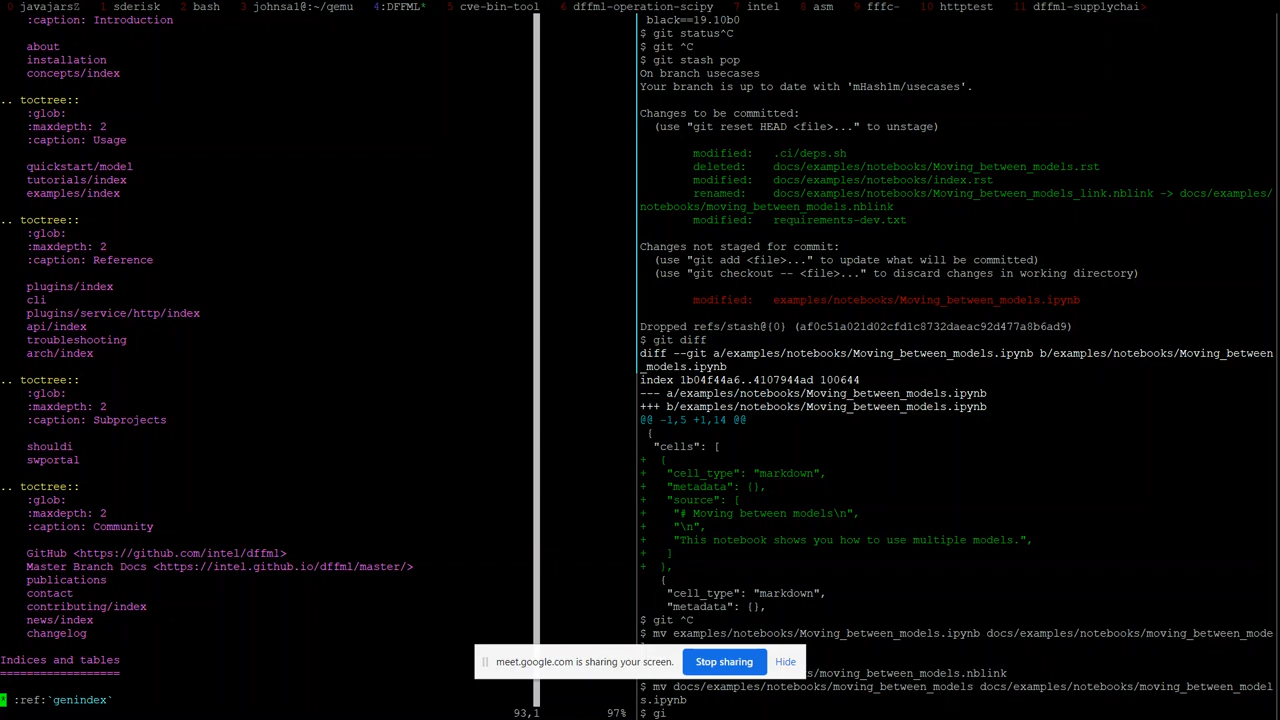 0 javajarsZ 1 sderisk 2 bash 3 johnsal@:~/qemu 4:DFFML* 5 cve-bin-tool 6 dffml-operation-scipy 7 intel 8 asm 9 fffc- 10 httptest 11 dffml-supplychai>
:caption: Introduction
about
installation
concepts/index
.. toctree::
:glob:
:maxdepth: 2
:caption: Usage
quickstart/model
tutorials/index
examples/index
.. toctree::
:glob:
:maxdepth: 2
:caption: Reference
plugins/index
cli
plugins/service/http/index
api/index
troubleshooting
arch/index
.. toctree::
:glob:
:maxdepth: 2
:caption: Subprojects
shouldi
swportal
.. toctree::
:glob:
:maxdepth: 2
:caption: Community
GitHub <https://github.com/intel/dffml>
Master Branch Docs <https://intel.github.io/dffml/master/>
publications
contact
contributing/index
news/index
changelog
Indices and tables
==================
* :ref:`genindex`
93,1 97%
black==19.10b0
$ git status^C
$ git ^C
$ git stash pop
On branch usecases
Your branch is up to date with 'mHash1m/usecases'.
Changes to be committed:
(use "git reset HEAD <file>..." to unstage)
modified: .ci/deps.sh
deleted: docs/examples/notebooks/Moving_between_models.rst
modified: docs/examples/notebooks/index.rst
renamed: docs/examples/notebooks/Moving_between_models_link.nblink -> docs/examples/
notebooks/moving_between_models.nblink
modified: requirements-dev.txt
Changes not staged for commit:
(use "git add <file>..." to update what will be committed)
(use "git checkout -- <file>..." to discard changes in working directory)
modified: examples/notebooks/Moving_between_models.ipynb
Dropped refs/stash@{0} (af0c51a021d02cfd1c8732daeac92d477a8b6ad9)
$ git diff
diff --git a/examples/notebooks/Moving_between_models.ipynb b/examples/notebooks/Moving_between
_models.ipynb
index 1b04f44a6..4107944ad 100644
--- a/examples/notebooks/Moving_between_models.ipynb
+++ b/examples/notebooks/Moving_between_models.ipynb
@@ -1,5 +1,14 @@
{
"cells": [
+ {
+ "cell_type": "markdown",
+ "metadata": {},
+ "source": [
+ "# Moving between models\n",
+ "\n",
+ "This notebook shows you how to use multiple models.",
+ ]
+ },
{
"cell_type": "markdown",
"metadata": {},
$ git ^C
$ mv examples/notebooks/Moving_between_models.ipynb docs/examples/notebooks/moving_between_mode
s/notebooks/moving_between_models.nblink
$ mv docs/examples/notebooks/moving_between_models docs/examples/notebooks/moving_between_model
s.ipynb
$ gi
meet.google.com is sharing your screen.
Stop sharing
Hide